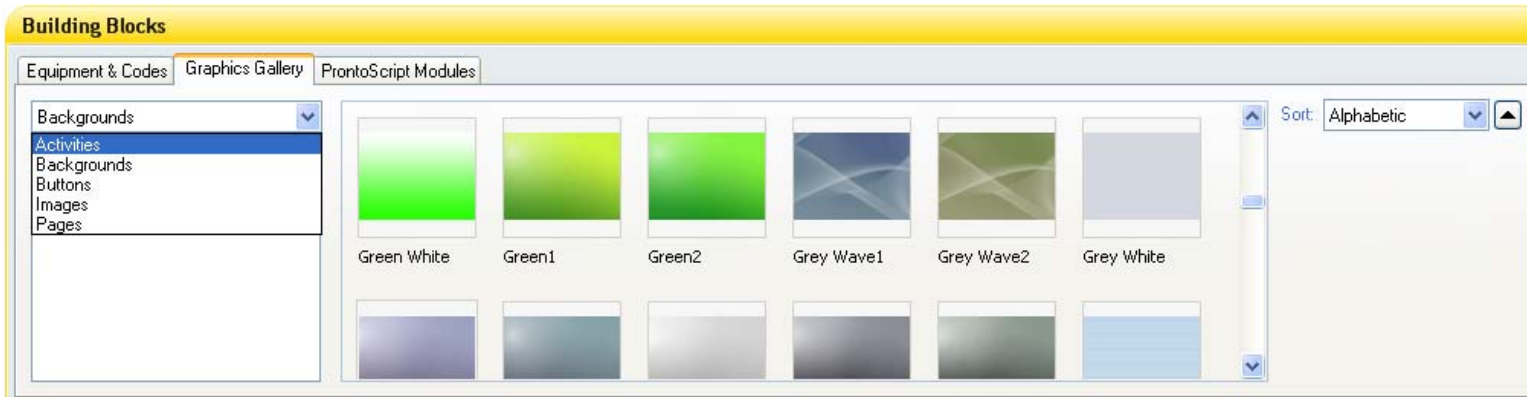 Building Blocks
Equipment & Codes Graphics Gallery ProntoScript Modules
Backgrounds
Sort: Alphabetic
Activities
Backgrounds
Buttons
Images
Pages
Green White Green1 Green2 Grey Wave1 Grey Wave2 Grey White